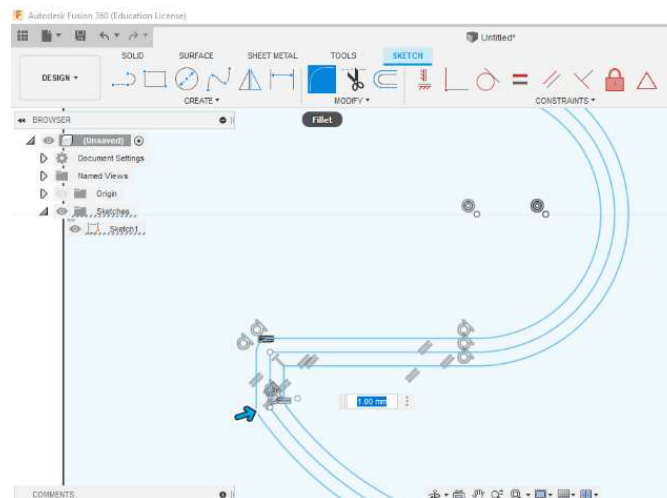 Autodesk Fusion 360 (Education License)
Untitled*
SOLID SURFACE SHEET METAL TOOLS SKETCH
DESIGN
CREATE MODIFY CONSTRAINTS
BROWSER
Fillet
(Unsaved)
Document Settings
Named Views
Origin
Sketches
Sketch1
1.00 mm
COMMENTS